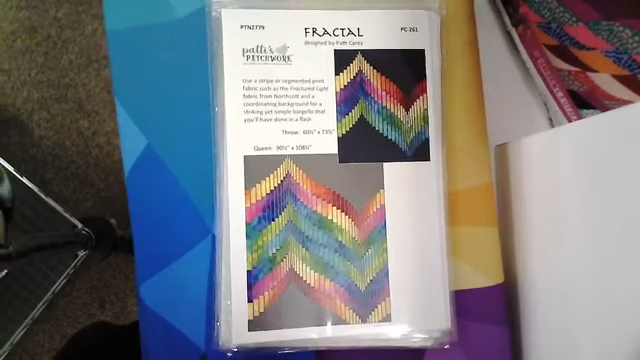 PTN2779
FRACTAL
PC-261
designed by Patti Carey
patti's
PATCHWORK
Use a stripe or segmented print
fabric such as the Fractured Light
fabric from Northcott and a
coordinating background for a
striking yet simple bargello that
you'll have done in a flash
Throw: 60½" x 73½"
Queen: 90½" x 108½"